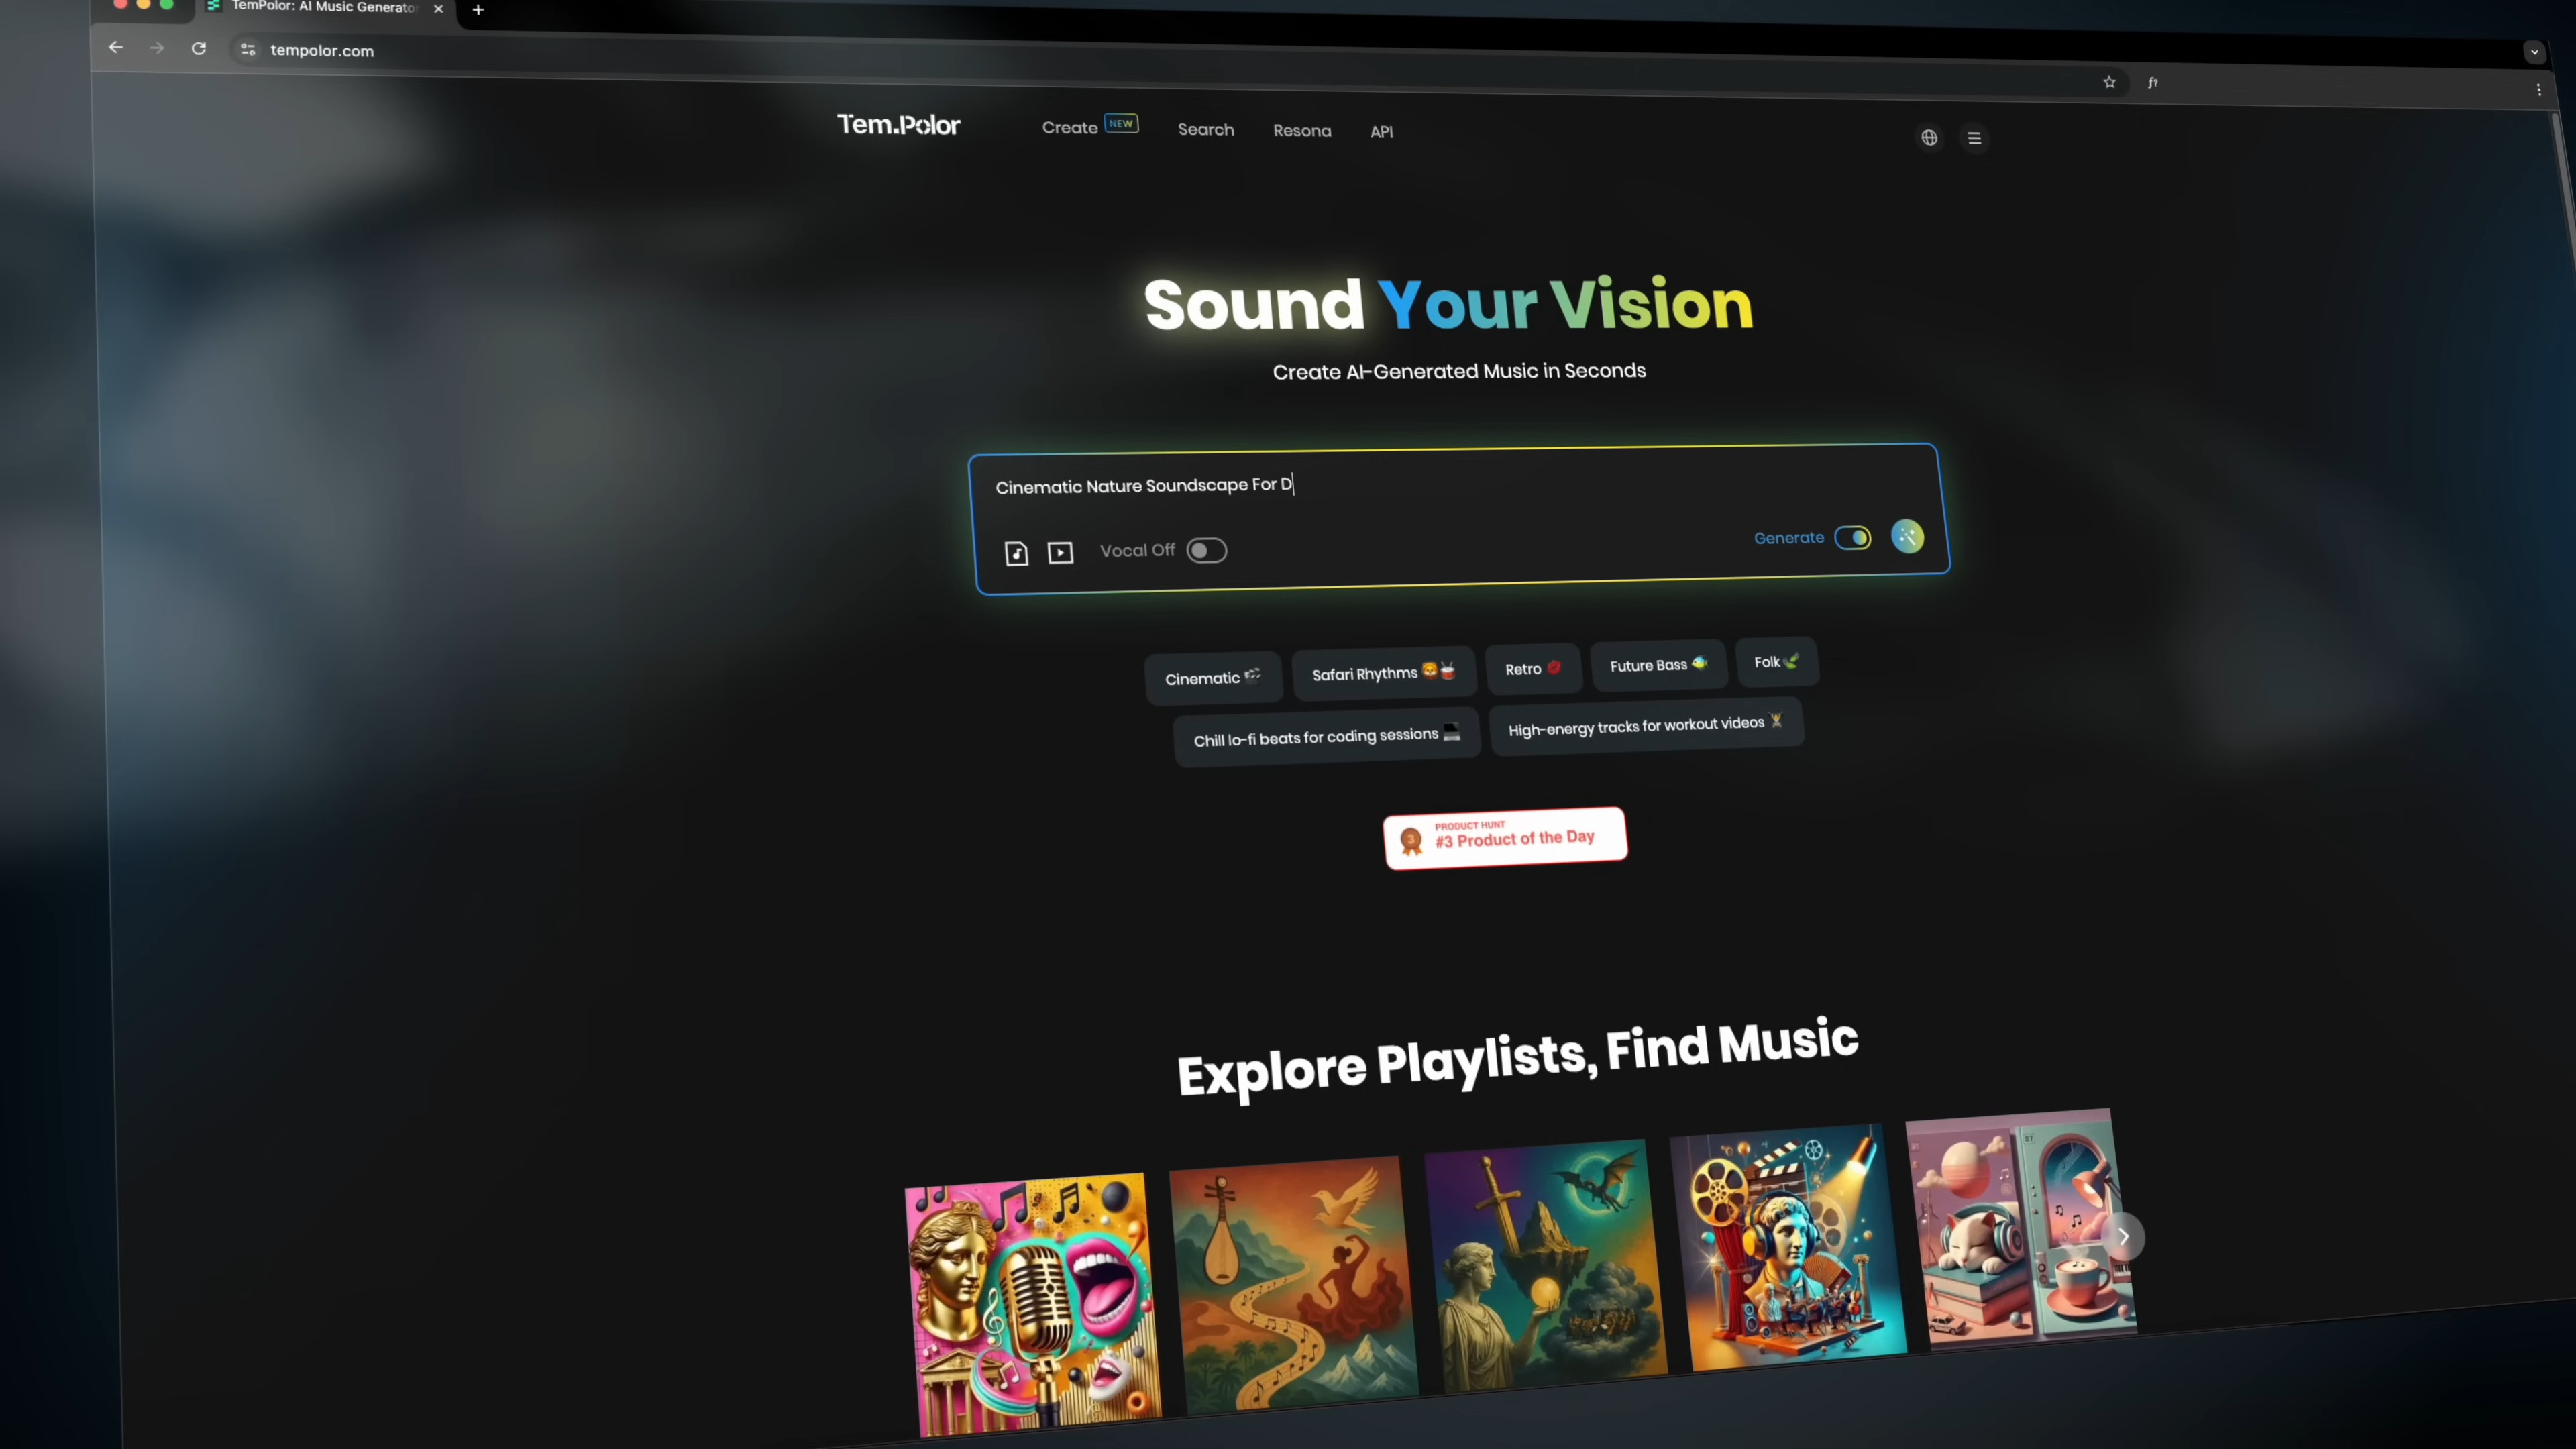 TemPolor: AI Music Generator
tempolor.com
Tem.Polor
Create NEW
Search
Resona
API
Sound Your Vision
Create AI-Generated Music in Seconds
Cinematic Nature Soundscape For D
Vocal Off
Generate
Cinematic
Safari Rhythms
Retro
Future Bass
Folk
Chill lo-fi beats for coding sessions
High-energy tracks for workout videos
3
PRODUCT HUNT
#3 Product of the Day
Explore Playlists, Find Music